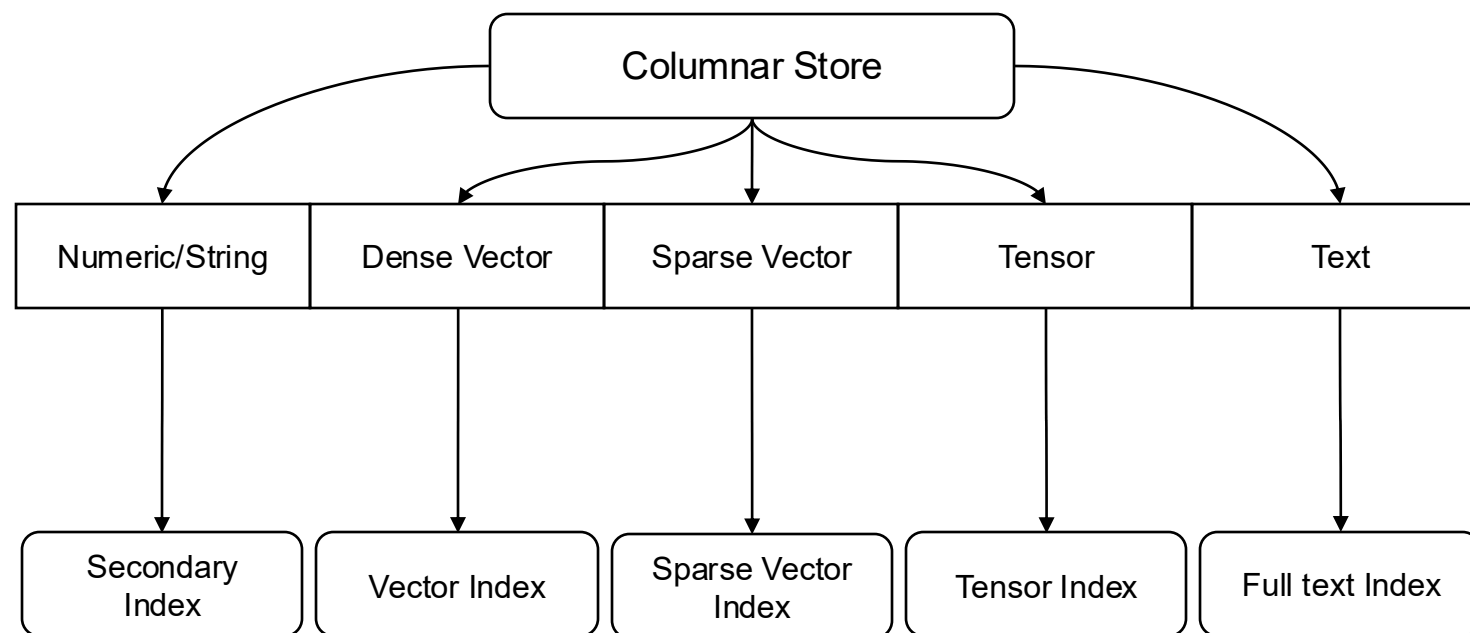 Columnar Store
Numeric/String
Dense Vector
Sparse Vector
Tensor
Text
Secondary
Index
Vector Index
Sparse Vector
Index
Tensor Index
Full text Index